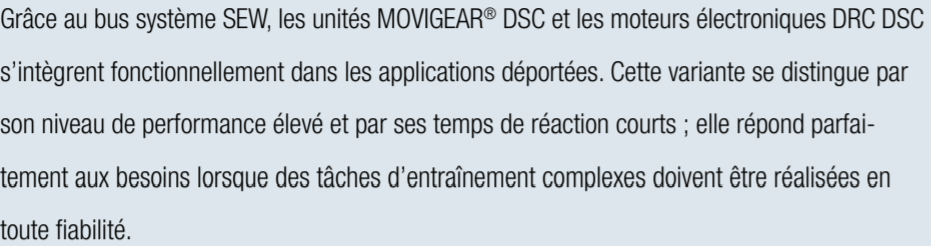 Grâce au bus système SEW, les unités MOVIGEAR® DSC et les moteurs électroniques DRC DSC
s’intègrent fonctionnellement dans les applications déportées. Cette variante se distingue par
son niveau de performance élevé et par ses temps de réaction courts ; elle répond parfai-
tement aux besoins lorsque des tâches d’entraînement complexes doivent être réalisées en
toute fiabilité.